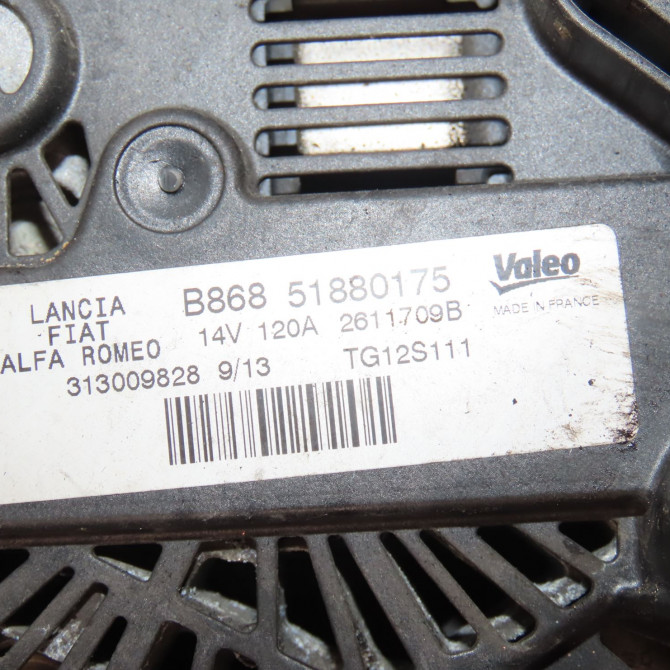 LANCIA
FIAT
ALFA ROMEO
B868 51880175
14V 120A 2611709B
313009828 9/13 TG12S111
Valeo
MADE IN FRANCE